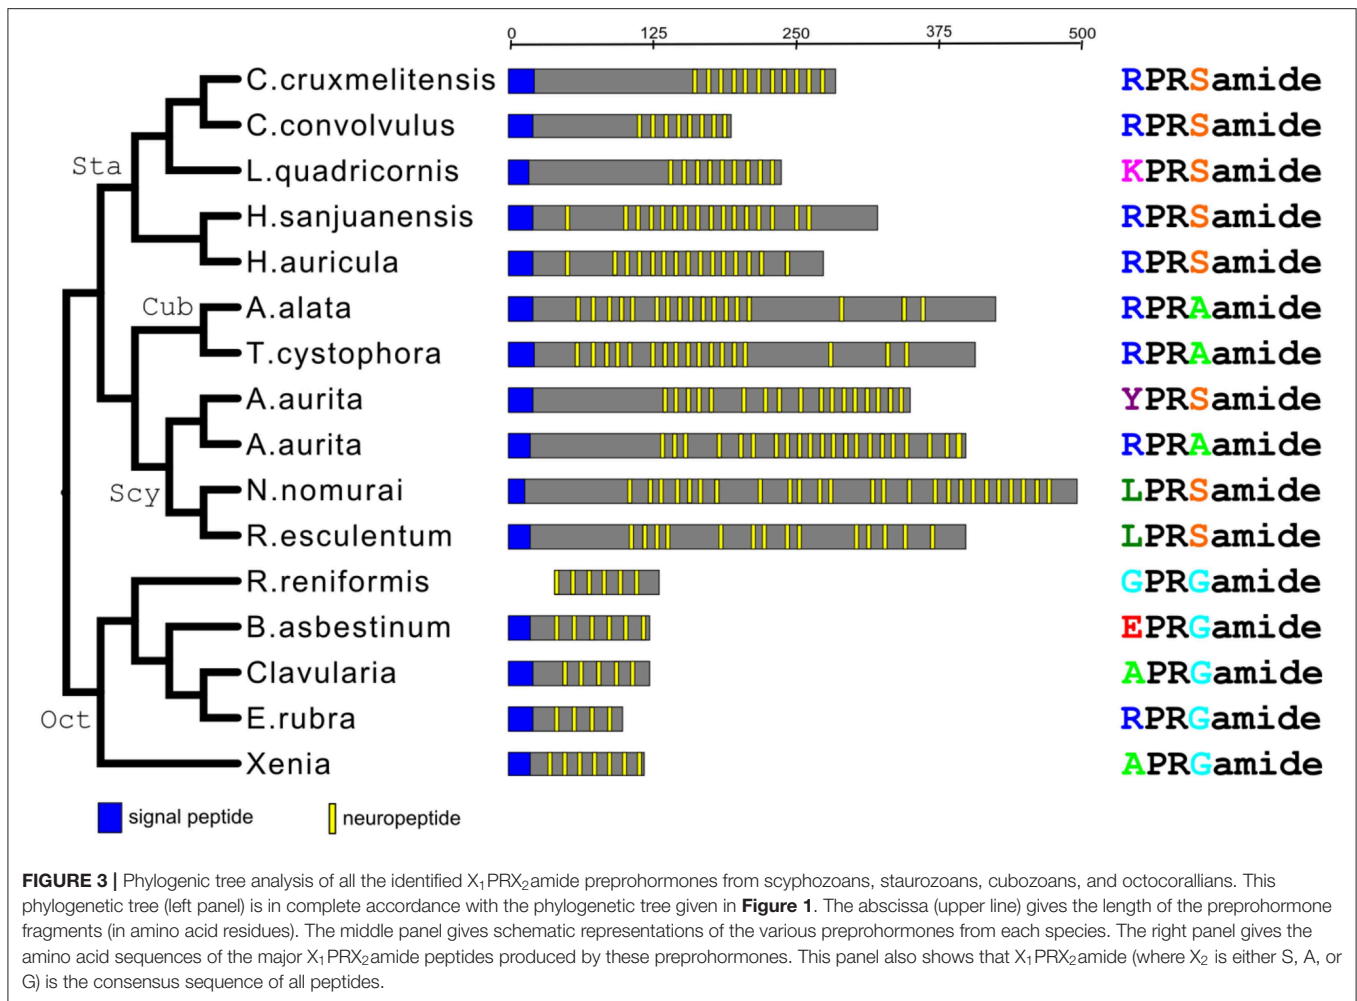 0 125 250 375 500
C.cruxmelitensis RPRSamide
C.convolvulus RPRSamide
Sta
L.quadricornis KPRSamide
H.sanjuanensis RPRSamide
H.auricula RPRSamide
Cub
A.alata RPRAamide
T.cystophora RPRAamide
A.aurita YPRSamide
A.aurita RPRAamide
Scy
N.nomurai LPRSamide
R.esculentum LPRSamide
R.reniformis GPRGamide
B.asbestinum EPRGamide
Clavularia APRGamide
Oct
E.rubra RPRGamide
Xenia APRGamide
signal peptide neuropeptide
FIGURE 3 | Phylogenic tree analysis of all the identified X₁PRX₂amide preprohormones from scyphozoans, staurozoans, cubozoans, and octocorallians. This
phylogenetic tree (left panel) is in complete accordance with the phylogenetic tree given in Figure 1. The abscissa (upper line) gives the length of the preprohormone
fragments (in amino acid residues). The middle panel gives schematic representations of the various preprohormones from each species. The right panel gives the
amino acid sequences of the major X₁PRX₂amide peptides produced by these preprohormones. This panel also shows that X₁PRX₂amide (where X₂ is either S, A, or
G) is the consensus sequence of all peptides.